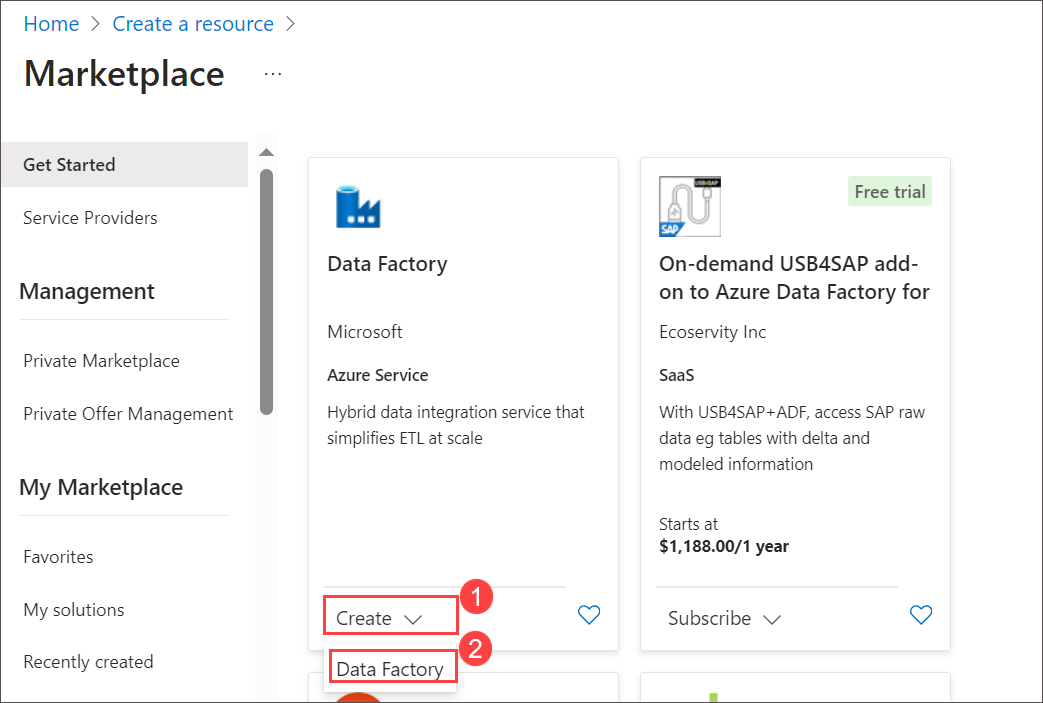 Home > Create a resource >
Marketplace ...
Get Started
Service Providers
Management
Private Marketplace
Private Offer Management
My Marketplace
Favorites
My solutions
Recently created
Data Factory
Microsoft
Azure Service
Hybrid data integration service that
simplifies ETL at scale
Create
1
Data Factory
2
USB4SAP
SAP
Free trial
On-demand USB4SAP add-
on to Azure Data Factory for
Ecoservity Inc
SaaS
With USB4SAP+ADF, access SAP raw
data eg tables with delta and
modeled information
Starts at
$1,188.00/1 year
Subscribe